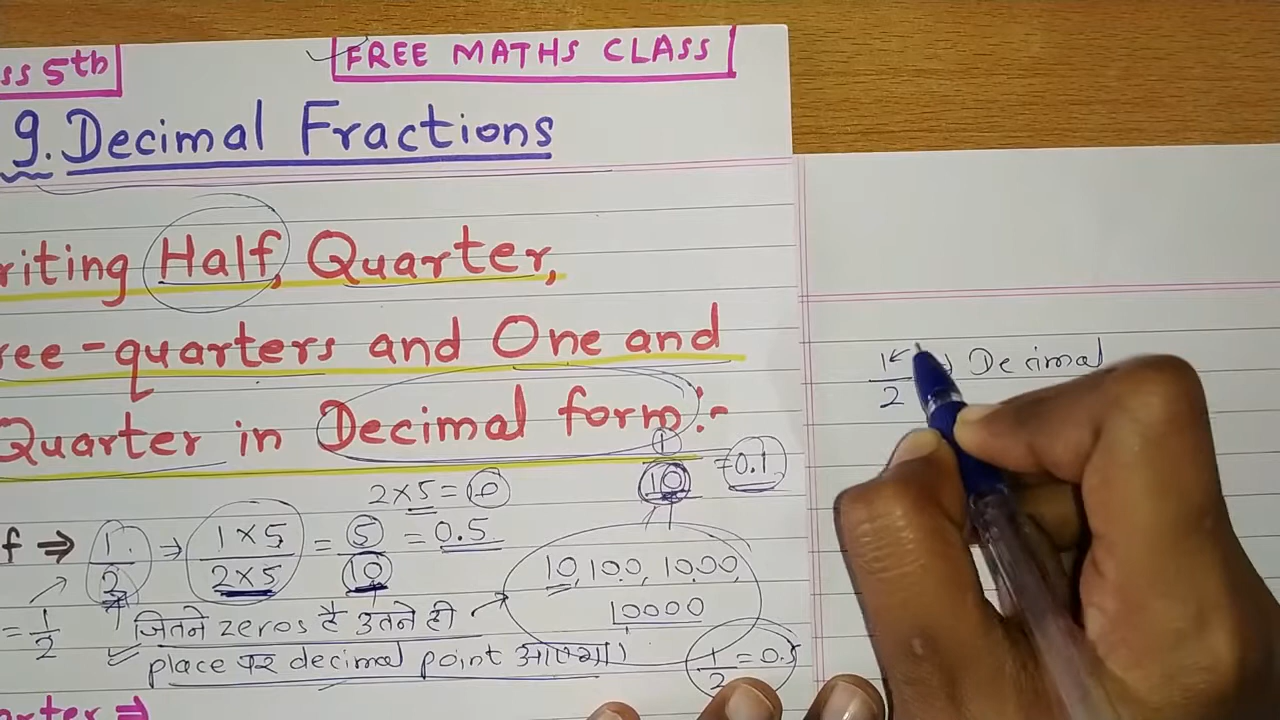 ss 5th
FREE MATHS CLASS
9. Decimal Fractions
riting Half, Quarter,
ree-quarters and One and
Quarter in Decimal form:-
1/10 = 0.1
2×5=10
f ⇒ 1/2 ⇒ 1×5/2×5 = 5/10 = 0.5
10, 100, 1000,
10000
= 1/2
जितने zeros है उतने ही
place पर decimal point आएगा।
1/2 = 0.5
arter ⇒
1/2 Decimal